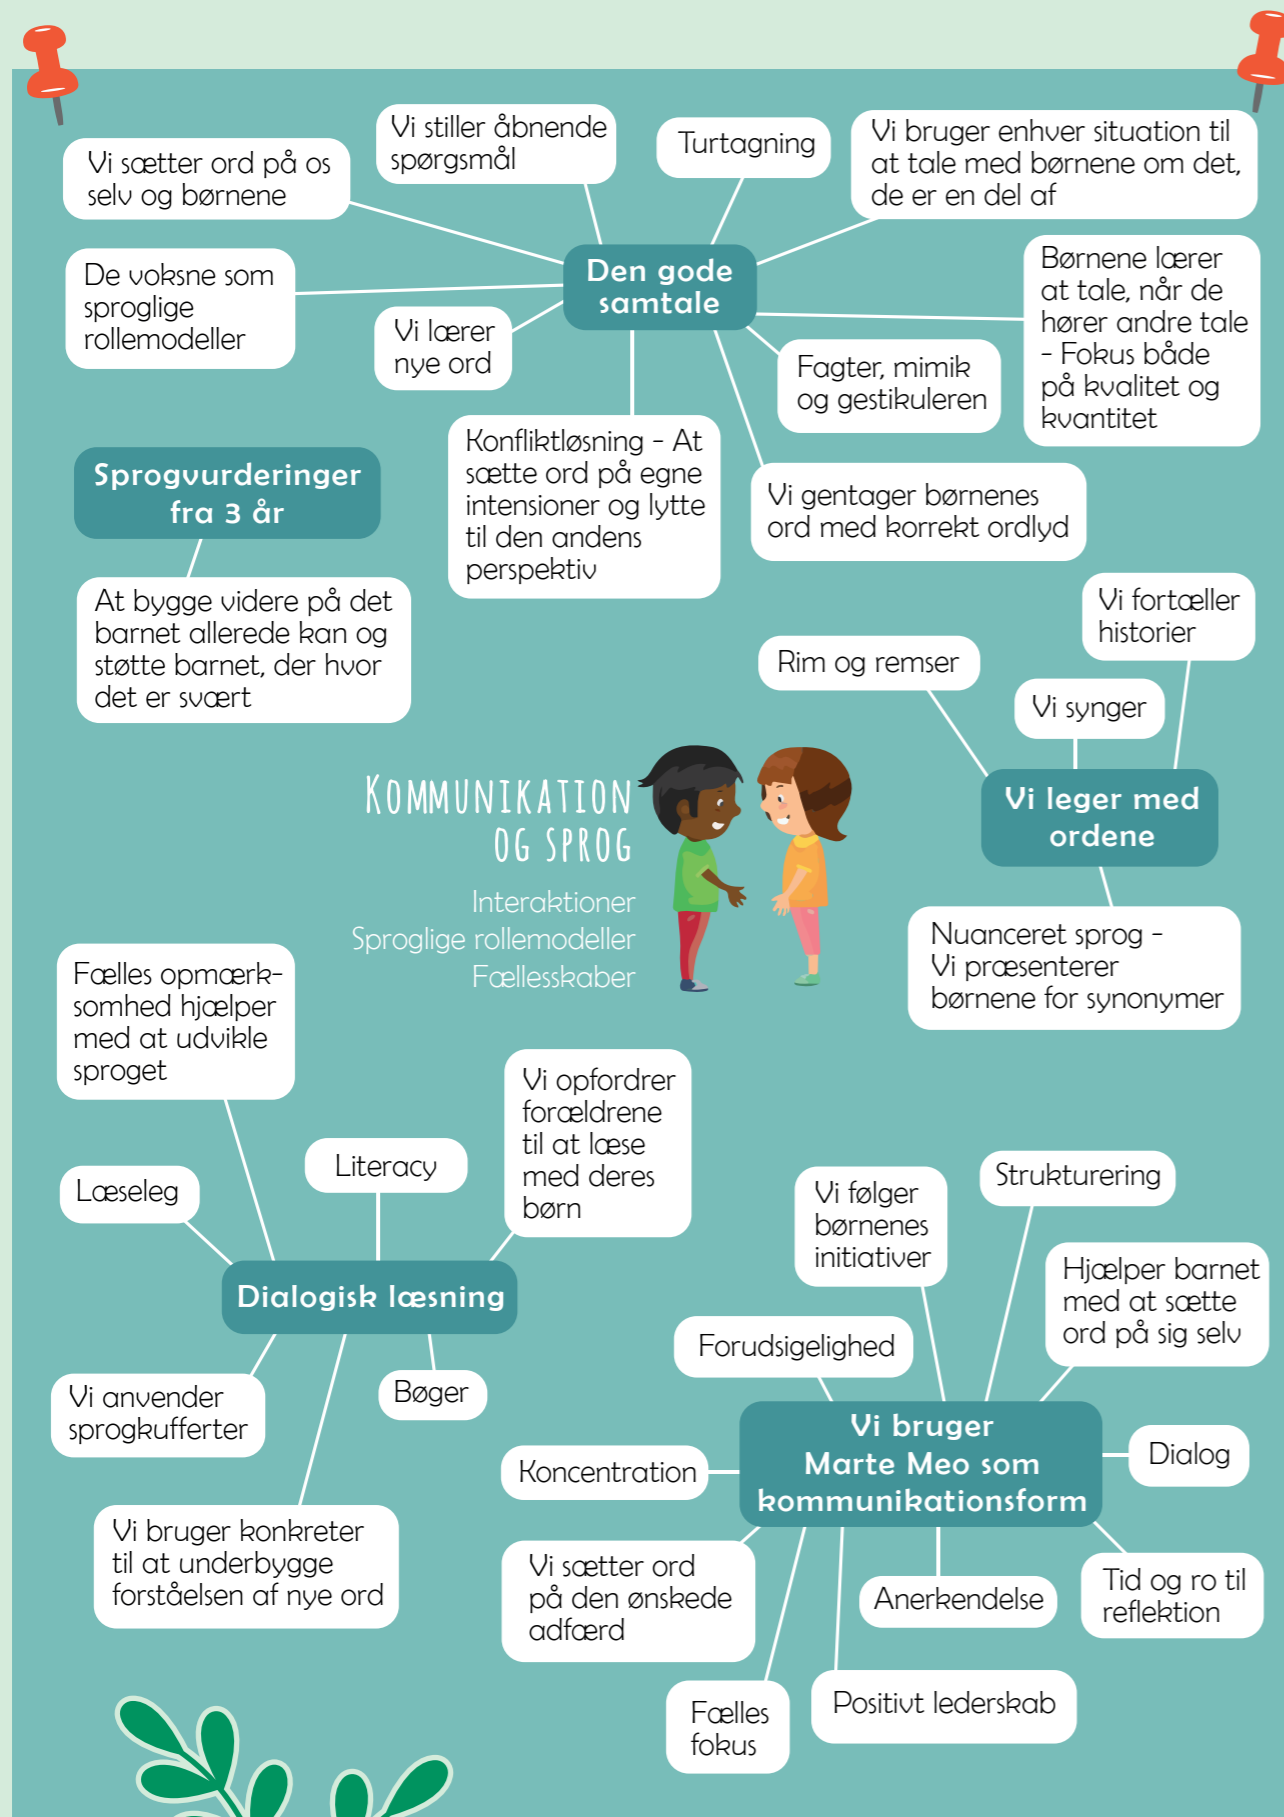 Vi sætter ord på os
selv og børnene
Vi stiller åbnende
spørgsmål
Turtagning
Vi bruger enhver situation til
at tale med børnene om det,
de er en del af
De voksne som
sproglige
rollemodeller
Vi lærer
nye ord
Den gode
samtale
Børnene lærer
at tale, når de
hører andre tale
- Fokus både
på kvalitet og
kvantitet
Fagter, mimik
og gestikuleren
Konfliktløsning - At
sætte ord på egne
intensioner og lytte
til den andens
perspektiv
Vi gentager børnenes
ord med korrekt ordlyd
Sprogvurderinger
fra 3 år
At bygge videre på det
barnet allerede kan og
støtte barnet, der hvor
det er svært
Vi fortæller
historier
Rim og remser
Vi synger
Vi leger med
ordene
Nuanceret sprog -
Vi præsenterer
børnene for synonymer
KOMMUNIKATION
OG SPROG
Interaktioner
Sproglige rollemodeller
Fællesskaber
Fælles opmærk-
somhed hjælper
med at udvikle
sproget
Læseleg
Literacy
Vi opfordrer
forældrene
til at læse
med deres
børn
Dialogisk læsning
Vi anvender
sprogkufferter
Bøger
Vi bruger konkreter
til at underbygge
forståelsen af nye ord
Vi følger
børnenes
initiativer
Strukturering
Hjælper barnet
med at sætte
ord på sig selv
Forudsigelighed
Vi bruger
Marte Meo som
kommunikationsform
Koncentration
Dialog
Vi sætter ord
på den ønskede
adfærd
Anerkendelse
Tid og ro til
reflektion
Fælles
fokus
Positivt lederskab